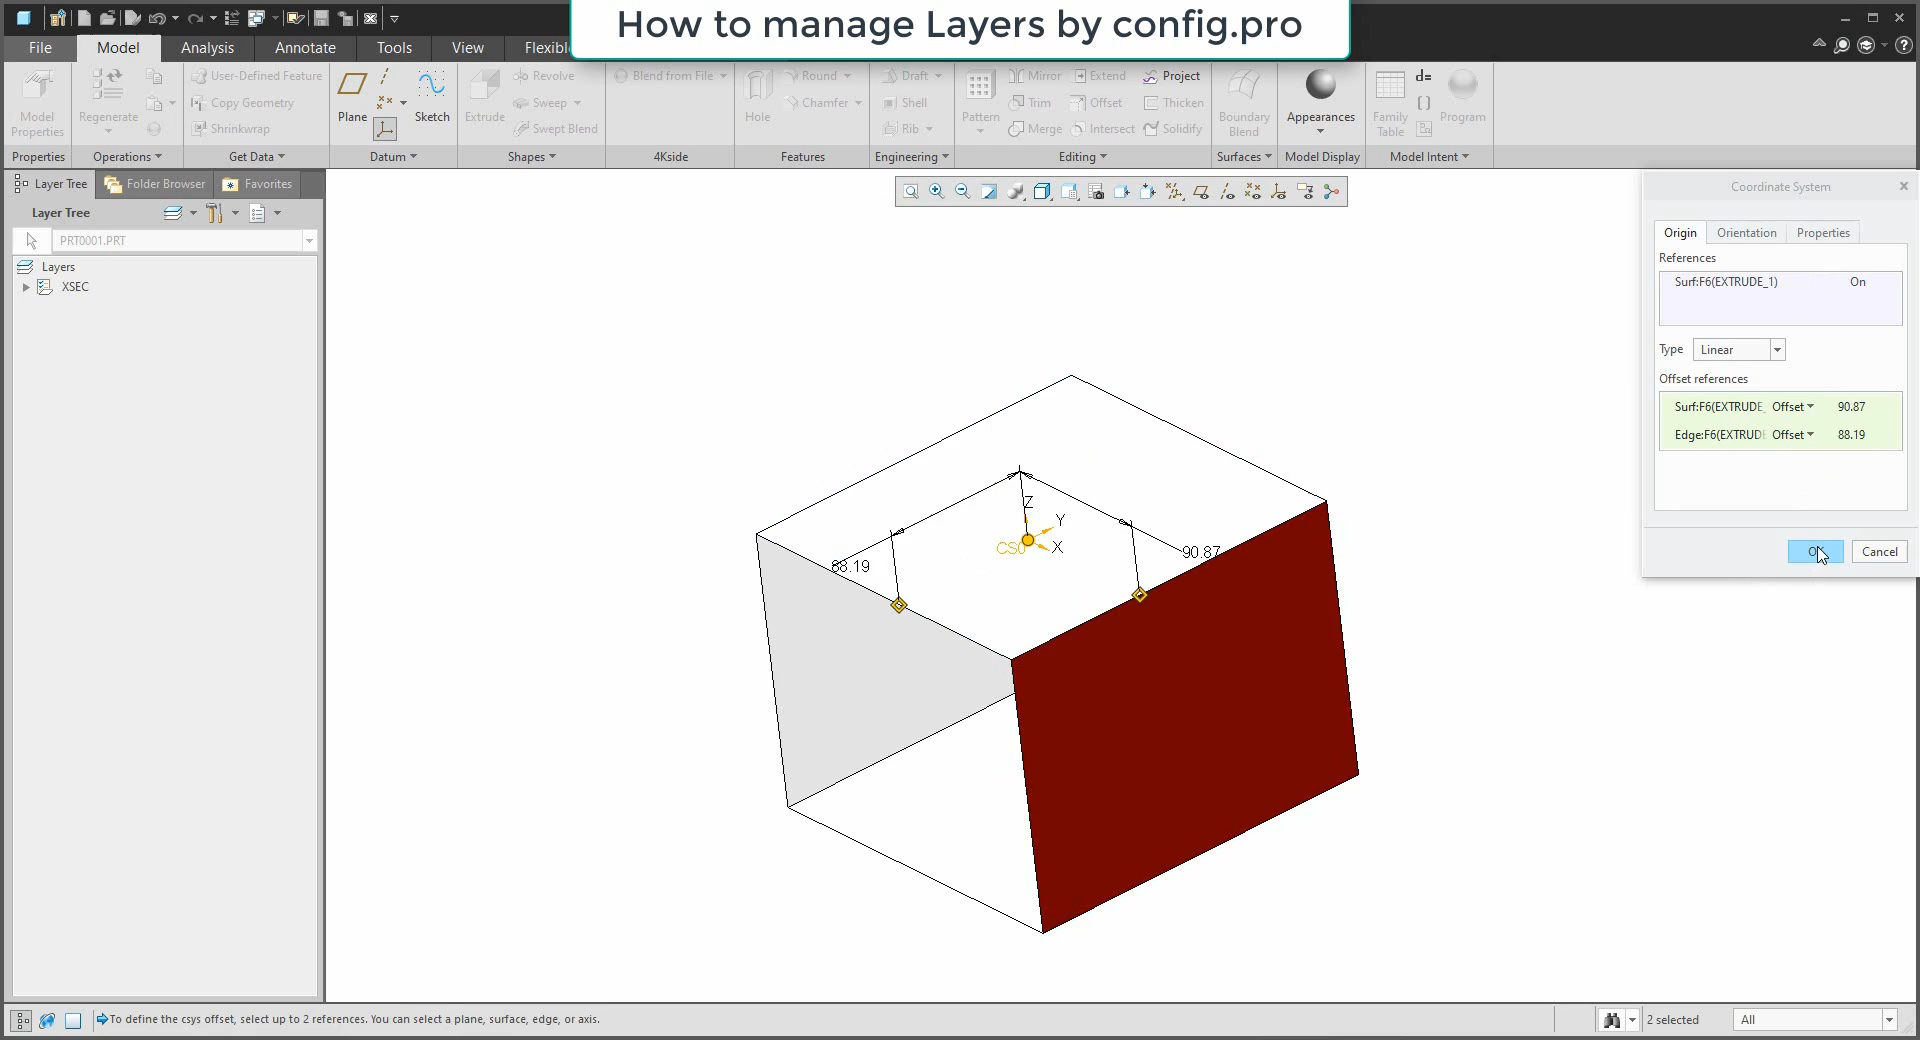 How to manage Layers by config.pro
File Model Analysis Annotate Tools View Flexibl
Model Properties
Regenerate
User-Defined Feature
Copy Geometry
Shrinkwrap
Plane
Sketch
Extrude
Revolve
Sweep
Swept Blend
Blend from File
Hole
Round
Chamfer
Draft
Shell
Rib
Pattern
Mirror
Trim
Merge
Extend
Offset
Intersect
Project
Thicken
Solidify
Boundary Blend
Appearances
Family Table
d=
Program
Properties Operations Get Data Datum Shapes 4Kside Features Engineering Editing Surfaces Model Display Model Intent
Layer Tree Folder Browser Favorites
Layer Tree
PRT0001.PRT
Layers
XSEC
Z
Y
X
88.19
90.87
Coordinate System
Origin Orientation Properties
References
Surf:F6(EXTRUDE_1) On
Type Linear
Offset references
Surf:F6(EXTRUDE_ Offset 90.87
Edge:F6(EXTRUDE Offset 88.19
Cancel
To define the csys offset, select up to 2 references. You can select a plane, surface, edge, or axis.
2 selected
All